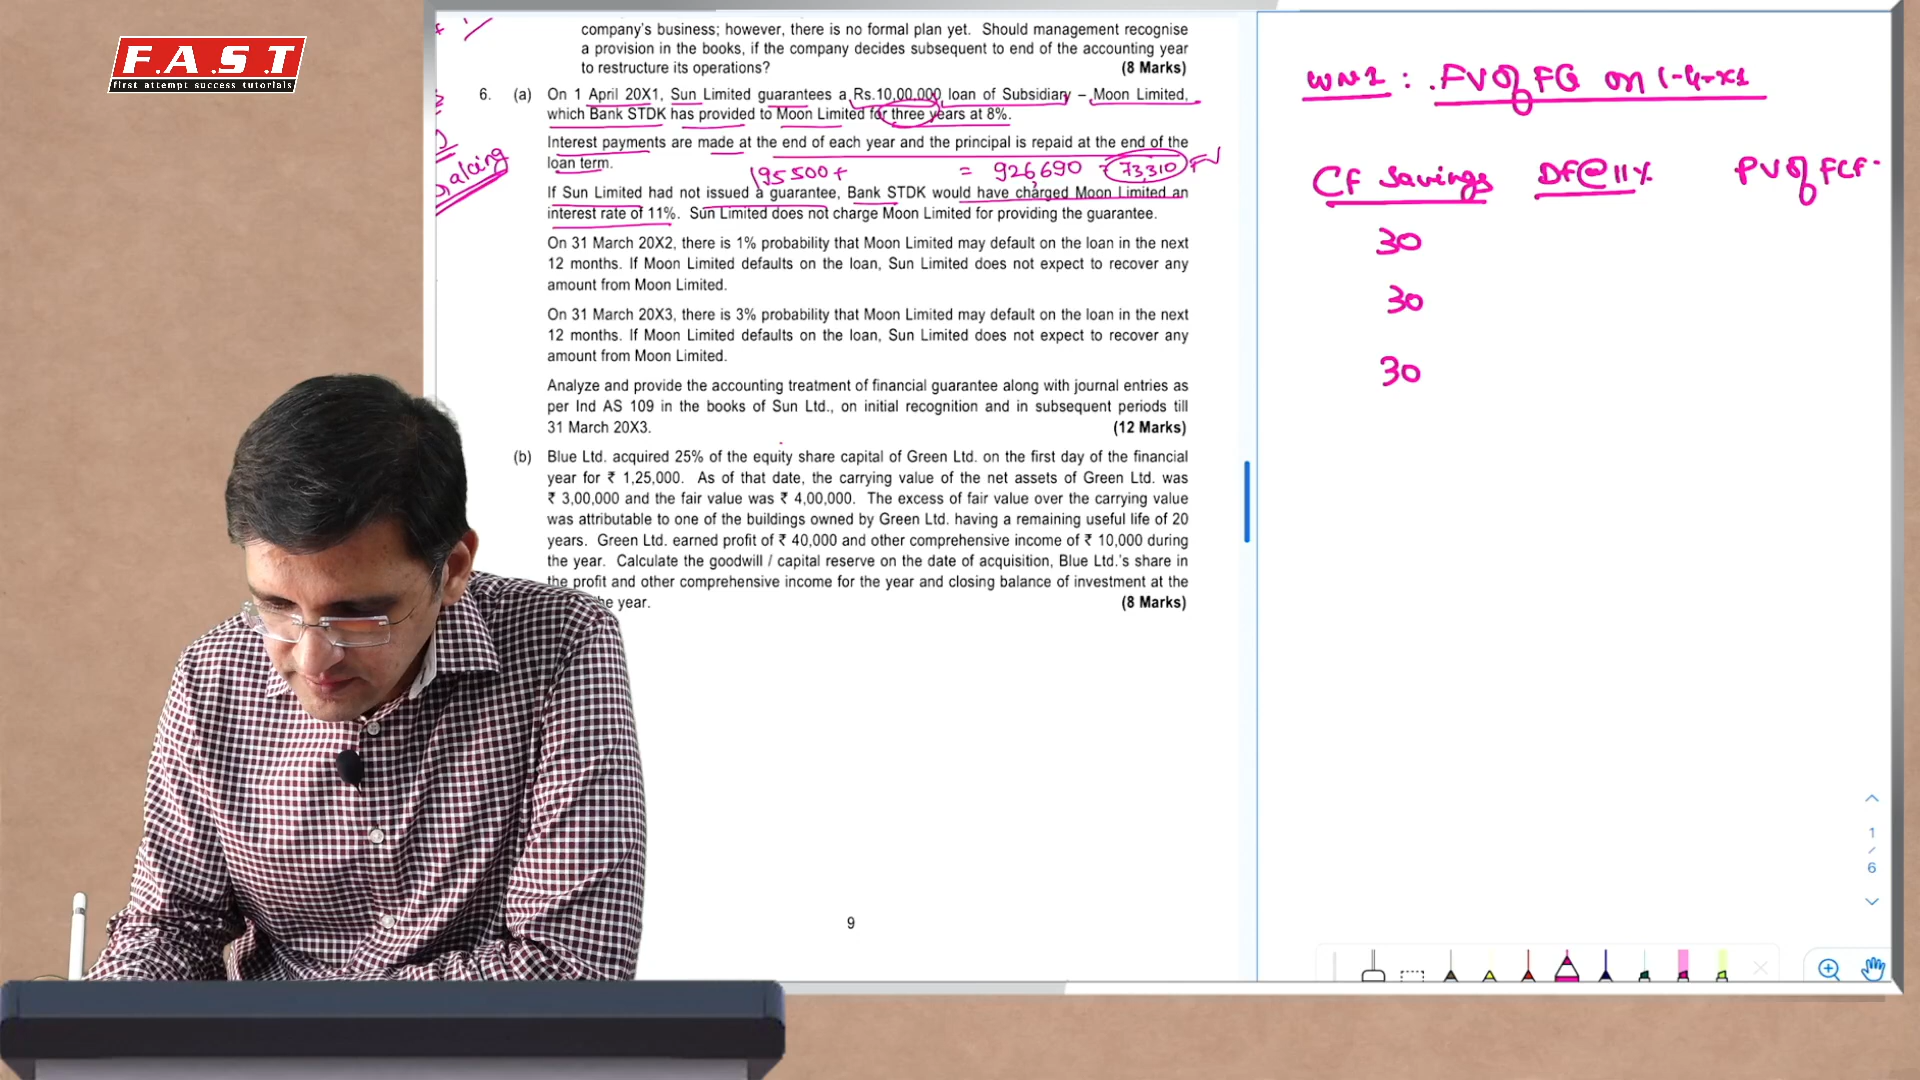 F.A.S.T
first attempt success tutorials
company's business; however, there is no formal plan yet. Should management recognise
a provision in the books, if the company decides subsequent to end of the accounting year
to restructure its operations? (8 Marks)
6. (a) On 1 April 20X1, Sun Limited guarantees a Rs.10,00,000 loan of Subsidiary – Moon Limited,
which Bank STDK has provided to Moon Limited for three years at 8%.
Interest payments are made at the end of each year and the principal is repaid at the end of the
loan term.
195500+ = 926690 73,310 FV
If Sun Limited had not issued a guarantee, Bank STDK would have charged Moon Limited an
interest rate of 11%. Sun Limited does not charge Moon Limited for providing the guarantee.
On 31 March 20X2, there is 1% probability that Moon Limited may default on the loan in the next
12 months. If Moon Limited defaults on the loan, Sun Limited does not expect to recover any
amount from Moon Limited.
On 31 March 20X3, there is 3% probability that Moon Limited may default on the loan in the next
12 months. If Moon Limited defaults on the loan, Sun Limited does not expect to recover any
amount from Moon Limited.
Analyze and provide the accounting treatment of financial guarantee along with journal entries as
per Ind AS 109 in the books of Sun Ltd., on initial recognition and in subsequent periods till
31 March 20X3. (12 Marks)
(b) Blue Ltd. acquired 25% of the equity share capital of Green Ltd. on the first day of the financial
year for ₹ 1,25,000. As of that date, the carrying value of the net assets of Green Ltd. was
₹ 3,00,000 and the fair value was ₹ 4,00,000. The excess of fair value over the carrying value
was attributable to one of the buildings owned by Green Ltd. having a remaining useful life of 20
years. Green Ltd. earned profit of ₹ 40,000 and other comprehensive income of ₹ 10,000 during
the year. Calculate the goodwill / capital reserve on the date of acquisition, Blue Ltd.'s share in
the profit and other comprehensive income for the year and closing balance of investment at the
he year. (8 Marks)
9
WN1 : FV of FG on 1-4-X1
CF Savings DF@11% PV of FCF
30
30
30
1
/
6